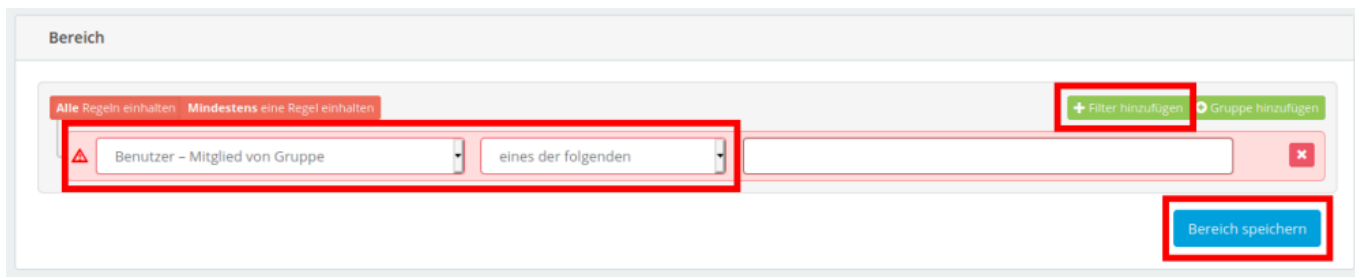 Bereich
Alle Regeln einhalten Mindestens eine Regel einhalten
Filter hinzufügen Gruppe hinzufügen
Benutzer – Mitglied von Gruppe eines der folgenden
Bereich speichern